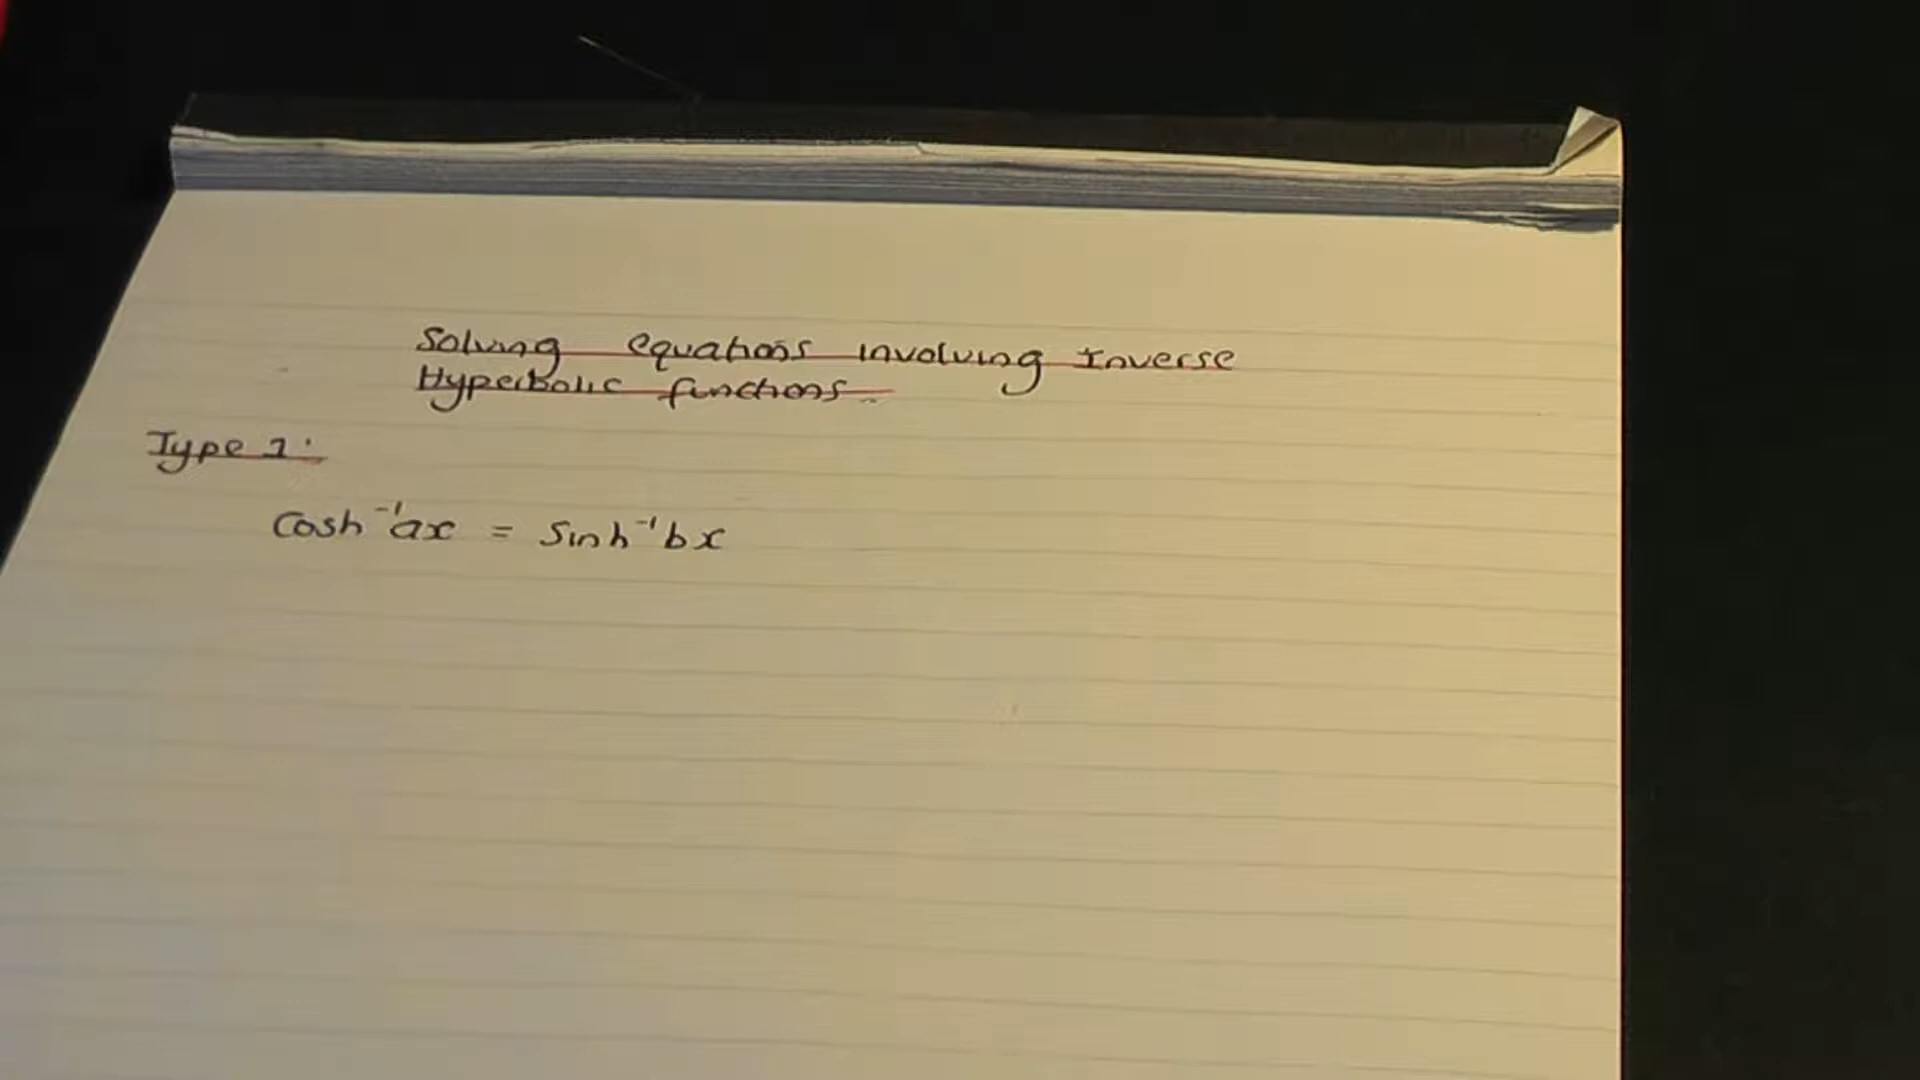 Solving equations involving Inverse
Hyperbolic functions.
Type 1:
Cosh⁻¹ax = Sinh⁻¹bx